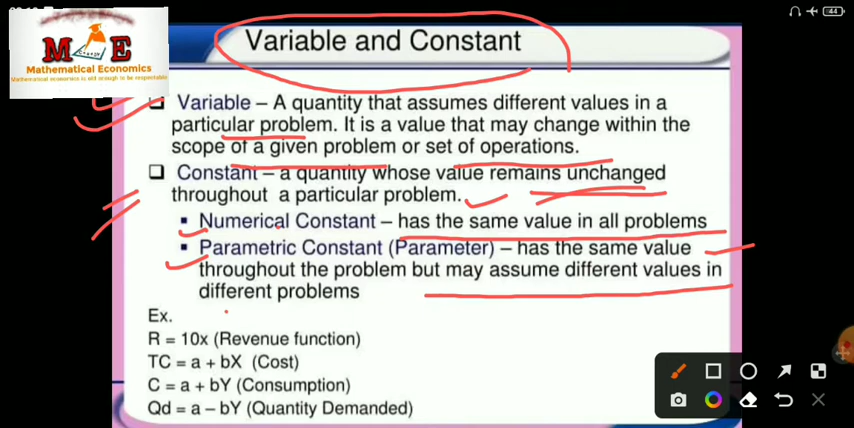 44
Variable and Constant
M E
Mathematical Economics
Mathematical economics is not enough to be respectable
Variable – A quantity that assumes different values in a
particular problem. It is a value that may change within the
scope of a given problem or set of operations.
Constant – a quantity whose value remains unchanged
throughout a particular problem.
Numerical Constant – has the same value in all problems
Parametric Constant (Parameter) – has the same value
throughout the problem but may assume different values in
different problems
Ex.
R = 10x (Revenue function)
TC = a + bX (Cost)
C = a + bY (Consumption)
Qd = a – bY (Quantity Demanded)